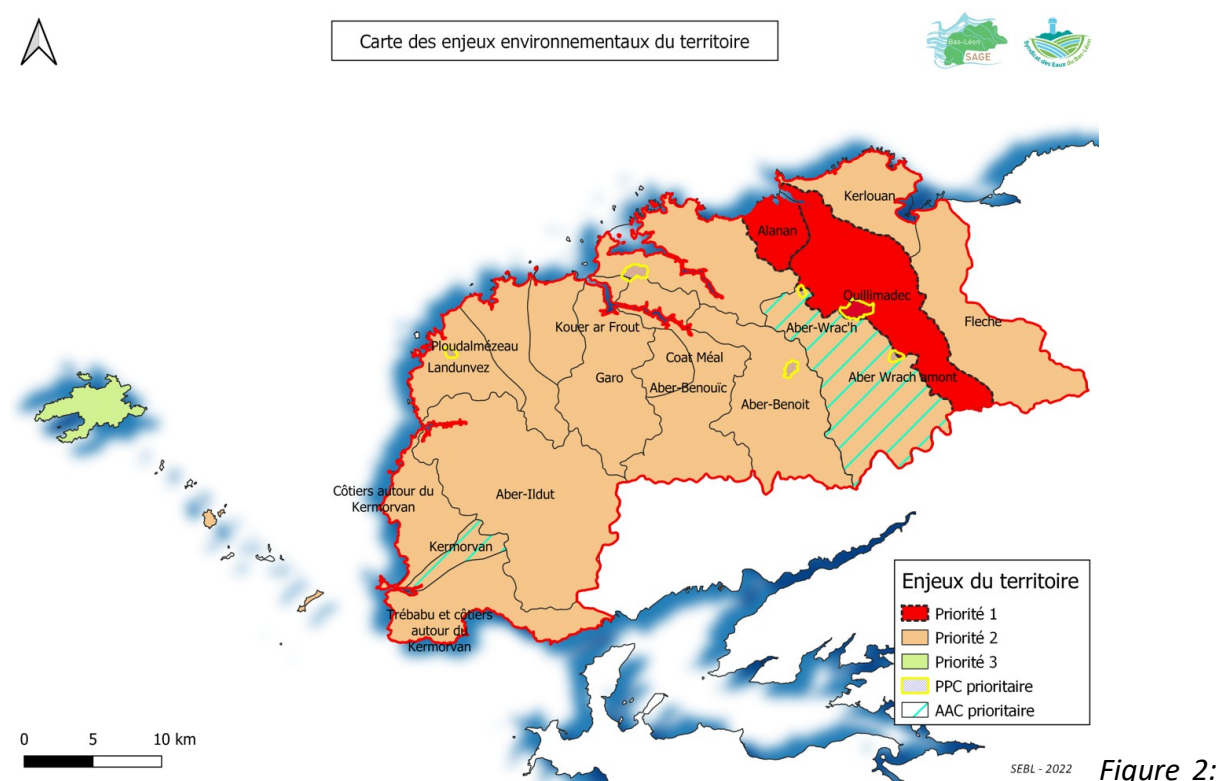 Carte des enjeux environnementaux du territoire
Bas-Léon
SAGE
Syndicat des Eaux du Bas-Léon
Kerlouan
Alanan
Quillimadec
Fleche
Aber-Wrac'h
Kouer ar Frout
Ploudalmézeau
Landunvez
Coat Méal
Garo
Aber-Benouïc
Aber Wrach amont
Aber-Benoit
Côtiers autour du
Kermorvan
Aber-Ildut
Kermorvan
Trébabu et côtiers
autour du
Kermorvan
Enjeux du territoire
Priorité 1
Priorité 2
Priorité 3
PPC prioritaire
AAC prioritaire
0 5 10 km
SEBL - 2022
Figure 2: